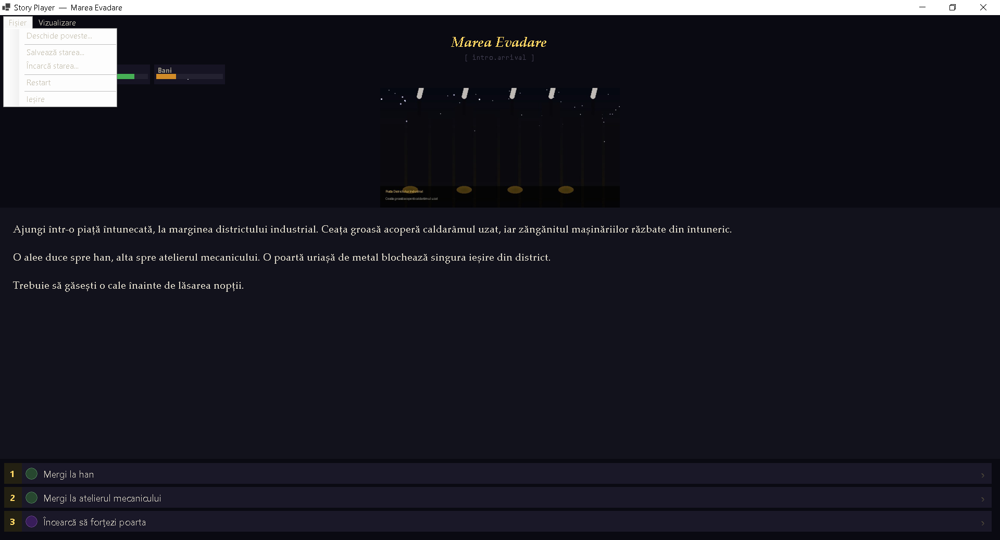 Story Player — Marea Evadare
Fișier Vizualizare
Deschide poveste...
Salvează starea...
Încarcă starea...
Restart
Ieșire
Marea Evadare
[ intro.arrival ]
Bani
Piața Districtului Industrial
Ceața groasă acoperă caldarâmul uzat
Ajungi într-o piață întunecată, la marginea districtului industrial. Ceața groasă acoperă caldarâmul uzat, iar zăngănitul mașinăriilor răzbate din întuneric.
O alee duce spre han, alta spre atelierul mecanicului. O poartă uriașă de metal blochează singura ieșire din district.
Trebuie să găsești o cale înainte de lăsarea nopții.
1 Mergi la han ›
2 Mergi la atelierul mecanicului ›
3 Încearcă să forțezi poarta ›